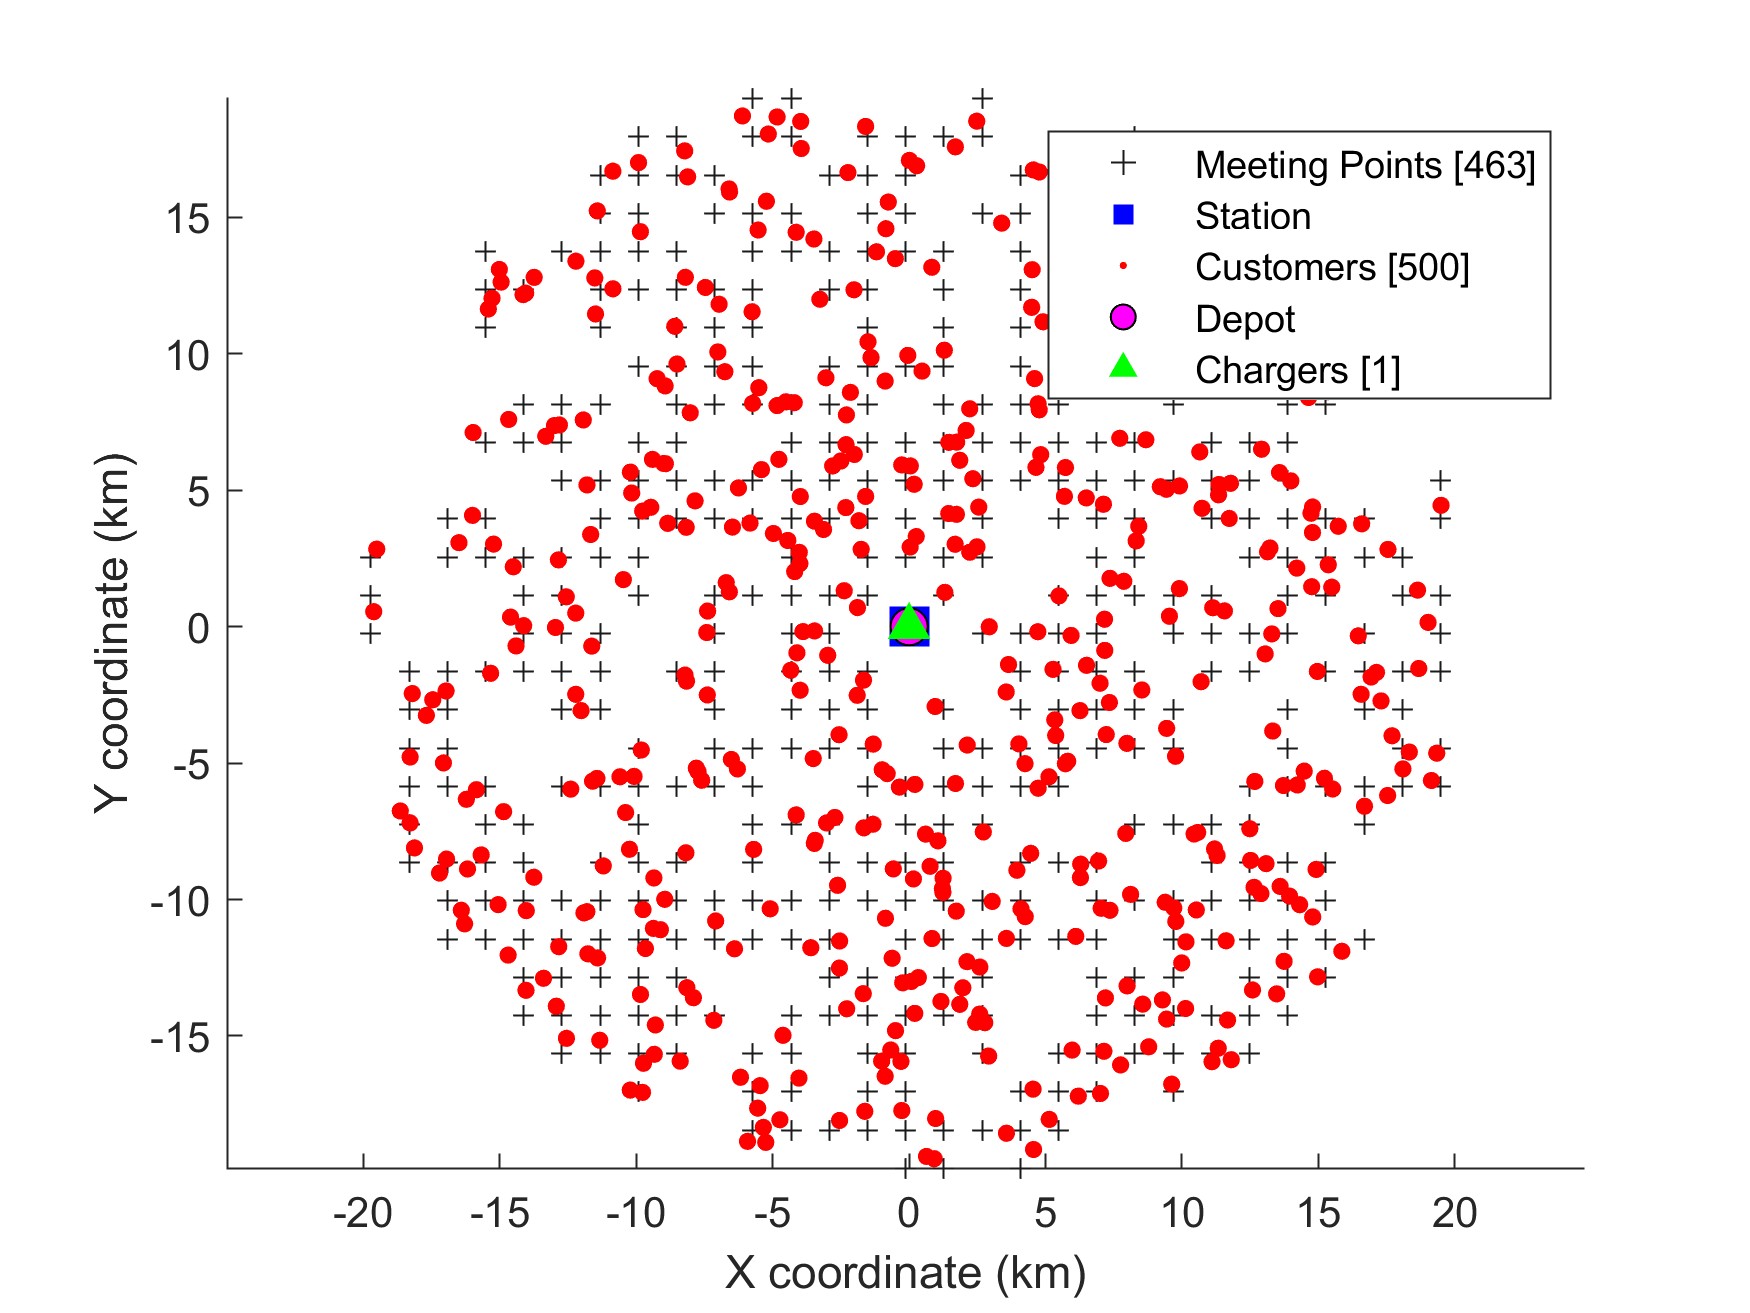 Meeting Points [463]
Station
Customers [500]
Depot
Chargers [1]
15
10
5
0
-5
-10
-15
Y coordinate (km)
-20 -15 -10 -5 0 5 10 15 20
X coordinate (km)